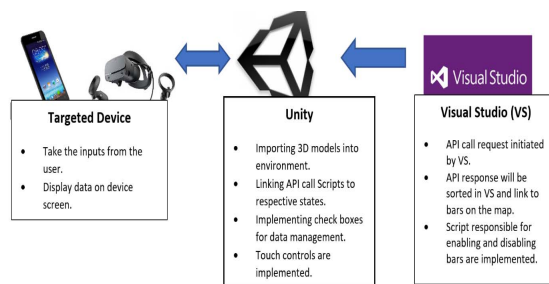 Visual Studio
Targeted Device
• Take the inputs from the
user.
• Display data on device
screen.
Unity
• Importing 3D models into
environment.
• Linking API call Scripts to
respective states.
• Implementing check boxes
for data management.
• Touch controls are
implemented.
Visual Studio (VS)
• API call request initiated
by VS.
• API response will be
sorted in VS and link to
bars on the map.
• Script responsible for
enabling and disabling
bars are implemented.